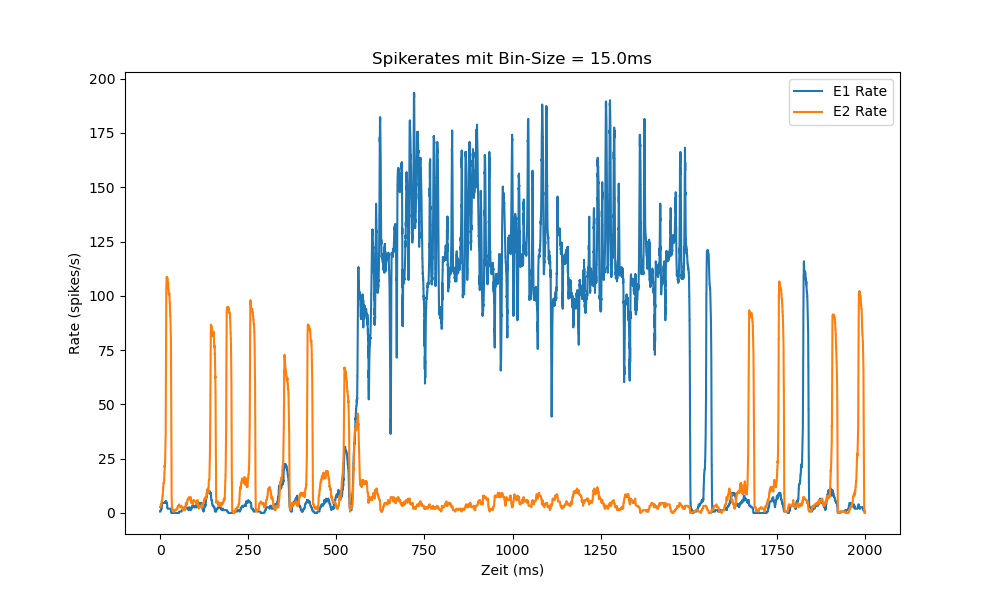 Spikerates mit Bin-Size = 15.0ms
E1 Rate
E2 Rate
Rate (spikes/s)
200
175
150
125
100
75
50
25
0
0 250 500 750 1000 1250 1500 1750 2000
Zeit (ms)